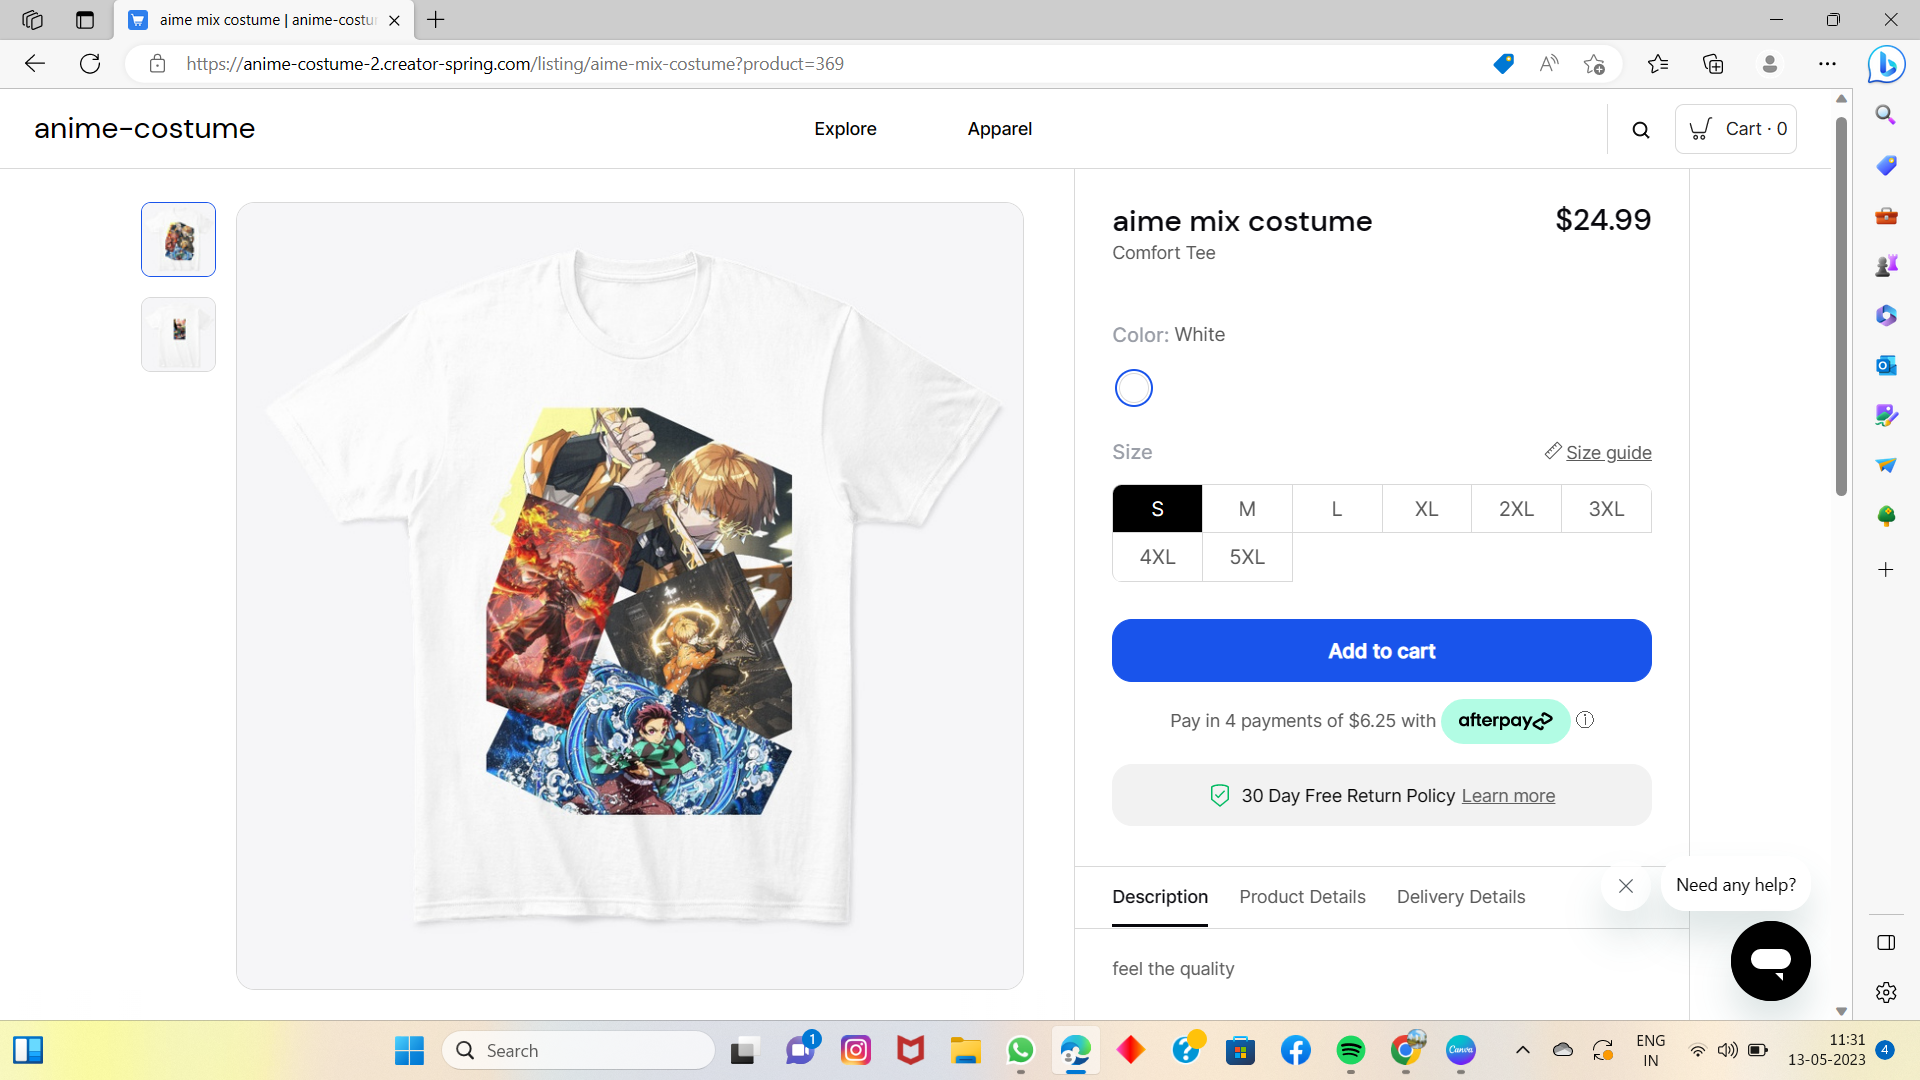 aime mix costume | anime-costu
https://anime-costume-2.creator-spring.com/listing/aime-mix-costume?product=369
anime-costume
Explore
Apparel
Cart · 0
aime mix costume
$24.99
Comfort Tee
Color: White
Size
Size guide
S
M
L
XL
2XL
3XL
4XL
5XL
Add to cart
Pay in 4 payments of $6.25 with afterpay
30 Day Free Return Policy Learn more
Description
Product Details
Delivery Details
Need any help?
feel the quality
Search
1
Canva
ENG
IN
11:31
13-05-2023
4